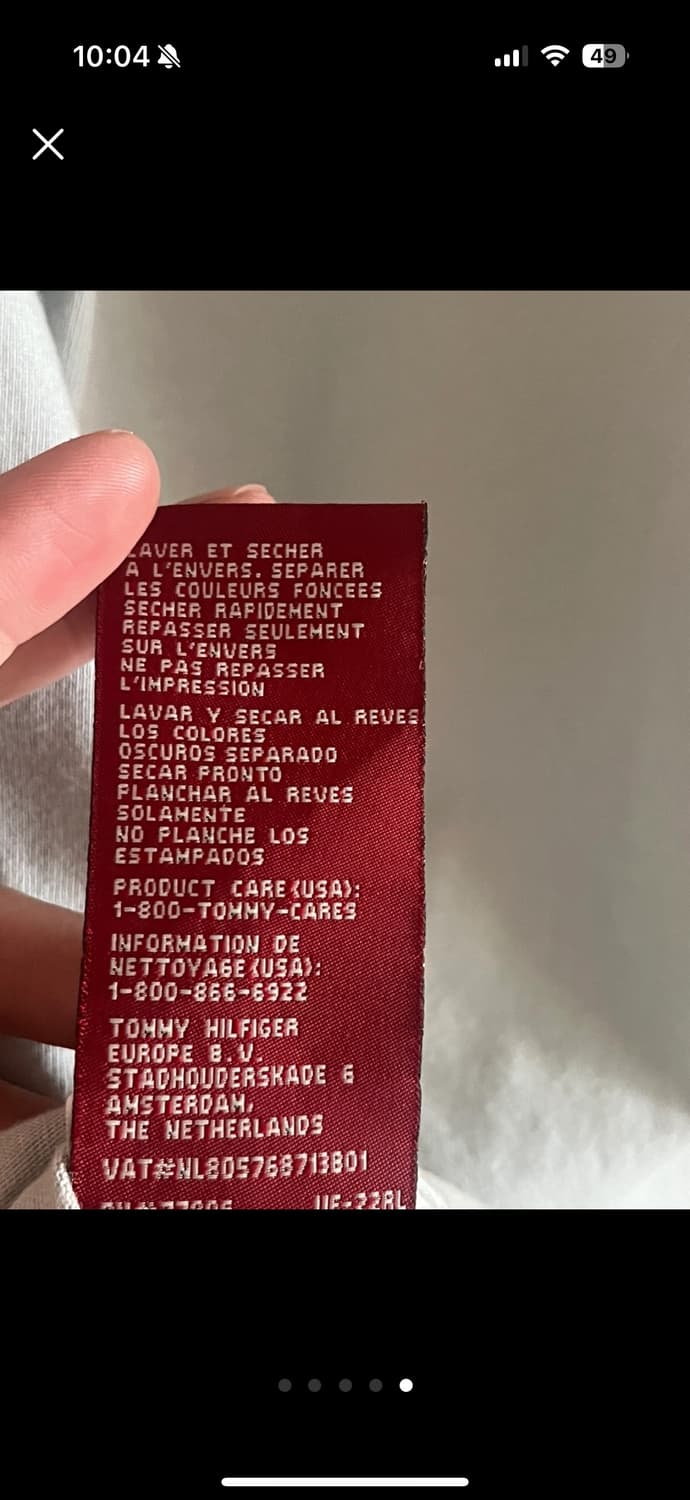 10:04
49
LAVER ET SECHER
A L'ENVERS. SEPARER
LES COULEURS FONCEES
SECHER RAPIDEMENT
REPASSER SEULEMENT
SUR L'ENVERS
NE PAS REPASSER
L'IMPRESSION
LAVAR Y SECAR AL REVES
LOS COLORES
OSCUROS SEPARADO
SECAR PRONTO
PLANCHAR AL REVES
SOLAMENTE
NO PLANCHE LOS
ESTAMPADOS
PRODUCT CARE (USA):
1-800-TOMMY-CARES
INFORMATION DE
NETTOYAGE (USA):
1-800-866-6922
TOMMY HILFIGER
EUROPE B.V.
STADHOUDERSKADE 6
AMSTERDAM,
THE NETHERLANDS
VAT#NL805768713B01